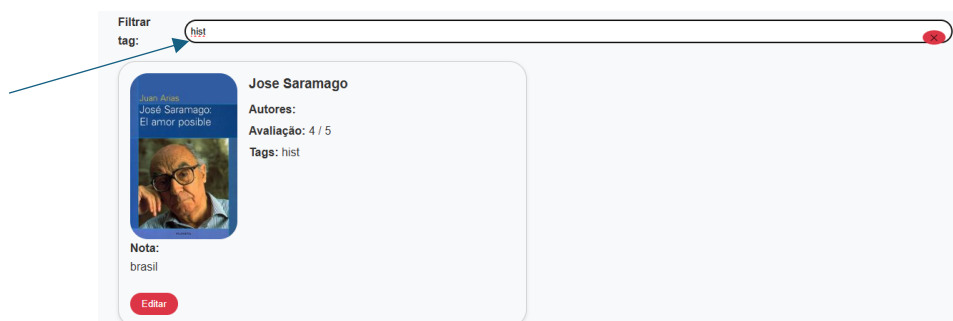 Filtrar
tag:
hist
×
Juan Arias
José Saramago:
El amor posible
Jose Saramago
Autores:
Avaliação: 4 / 5
Tags: hist
Nota:
brasil
Editar